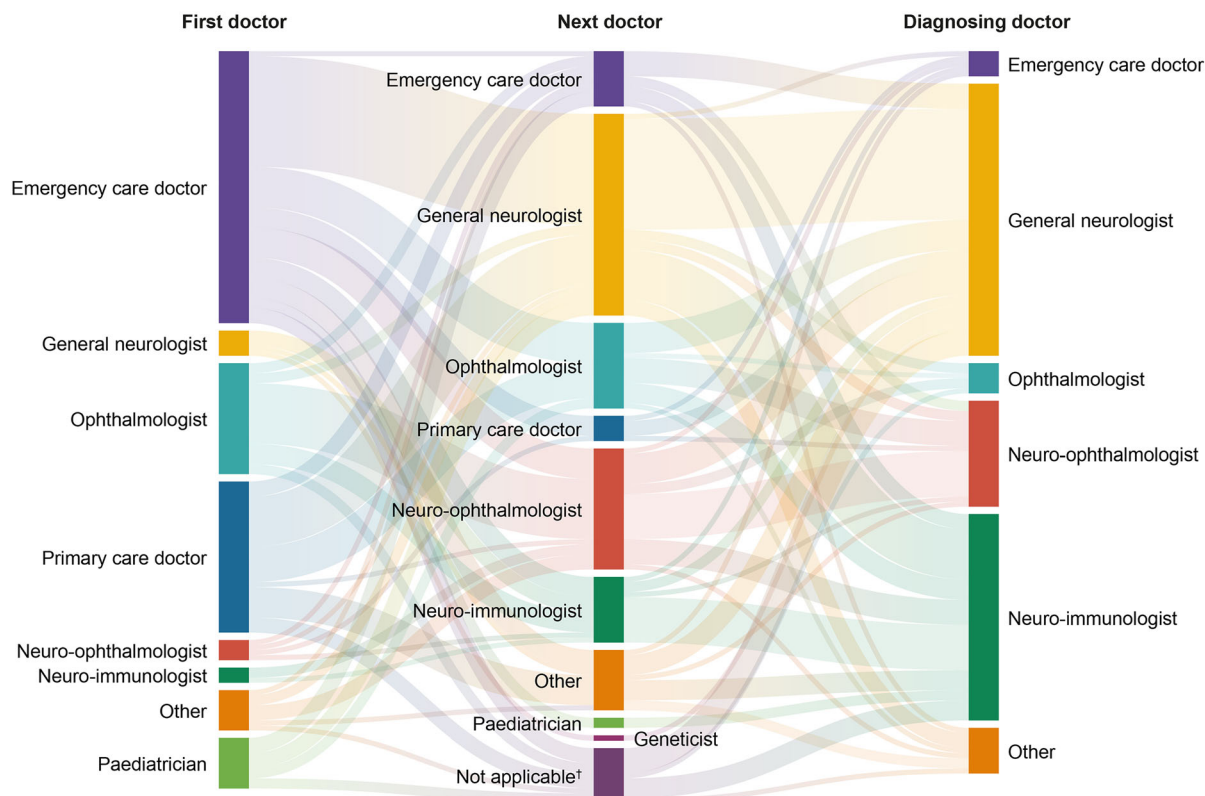 First doctor
Next doctor
Diagnosing doctor
Emergency care doctor
General neurologist
Ophthalmologist
Primary care doctor
Neuro-ophthalmologist
Neuro-immunologist
Other
Paediatrician
Emergency care doctor
General neurologist
Ophthalmologist
Primary care doctor
Neuro-ophthalmologist
Neuro-immunologist
Other
Paediatrician
Geneticist
Not applicable†
Emergency care doctor
General neurologist
Ophthalmologist
Neuro-ophthalmologist
Neuro-immunologist
Other